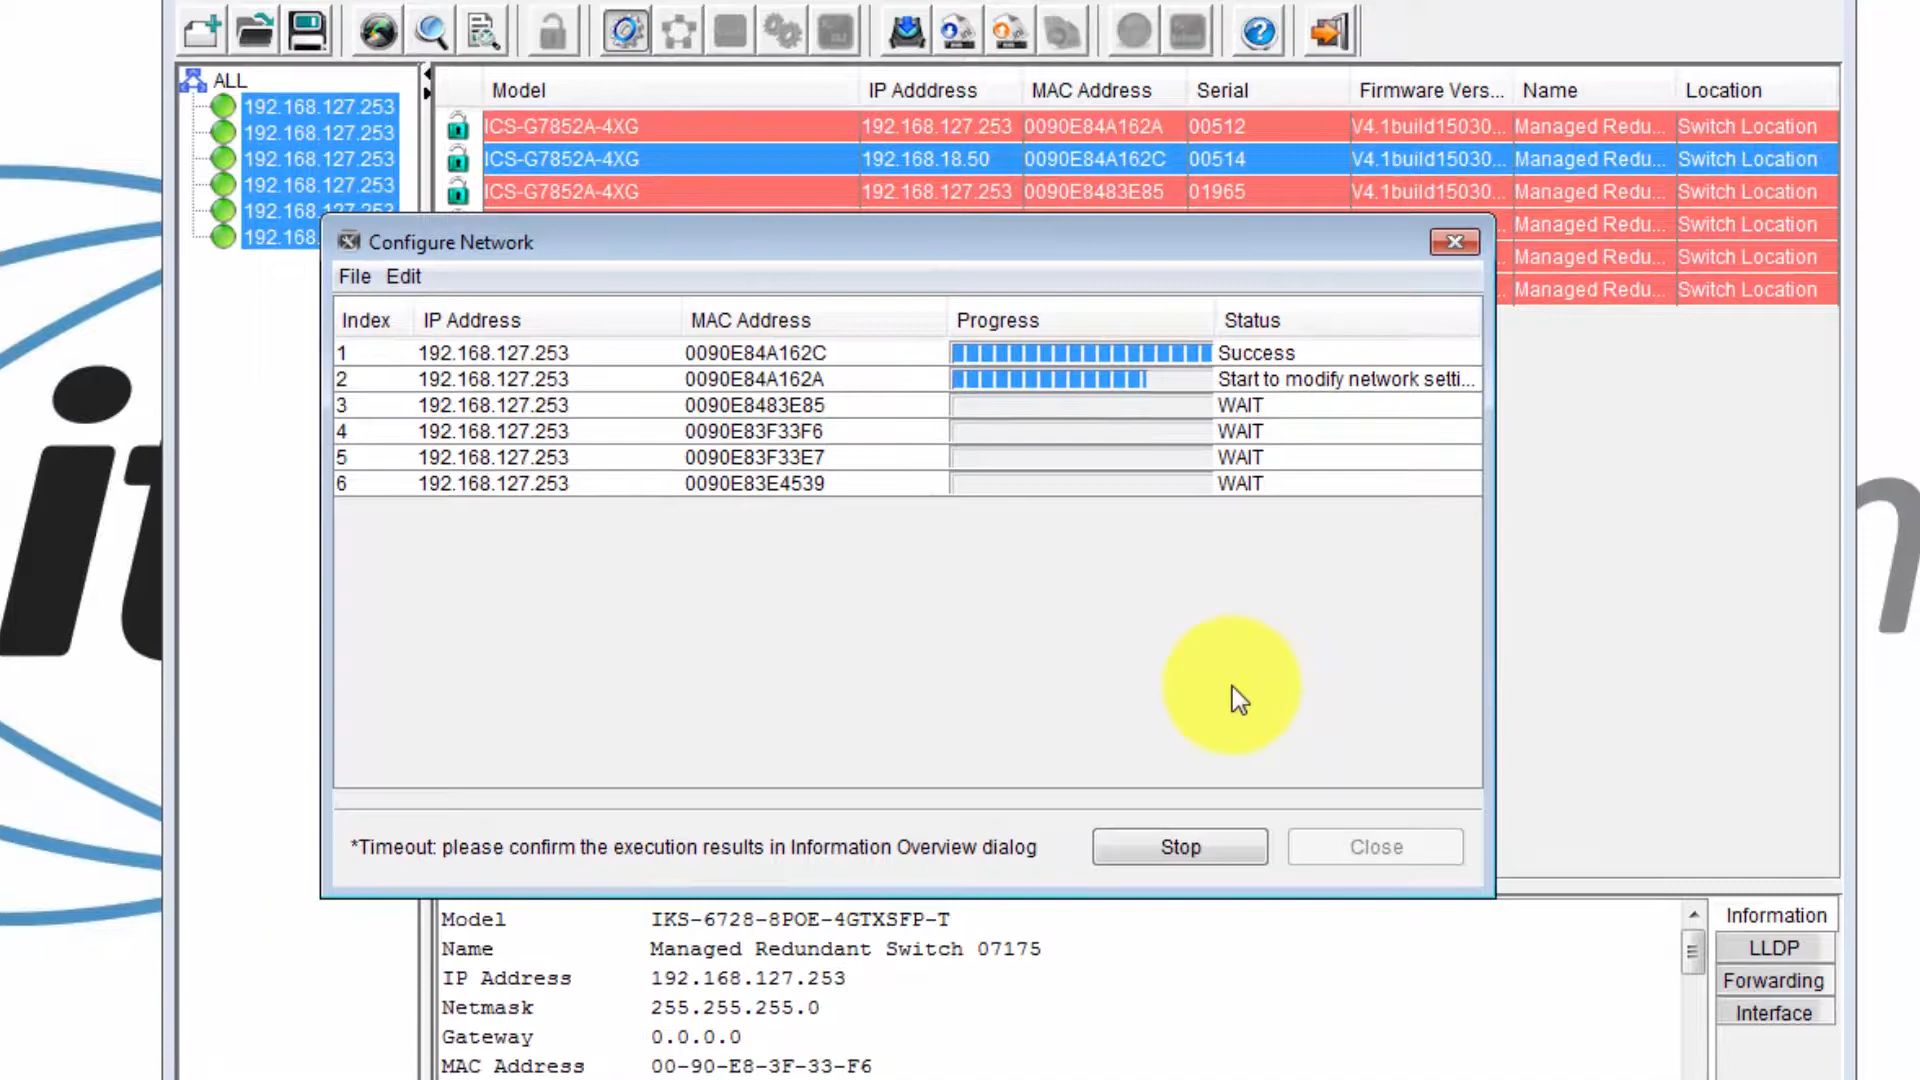 ALL
192.168.127.253
192.168.127.253
192.168.127.253
192.168.127.253
192.168.127.253
192.168.
Model IP Adddress MAC Address Serial Firmware Vers... Name Location
ICS-G7852A-4XG 192.168.127.253 0090E84A162A 00512 V4.1build15030... Managed Redu... Switch Location
ICS-G7852A-4XG 192.168.18.50 0090E84A162C 00514 V4.1build15030... Managed Redu... Switch Location
ICS-G7852A-4XG 192.168.127.253 0090E8483E85 01965 V4.1build15030... Managed Redu... Switch Location
Managed Redu... Switch Location
Managed Redu... Switch Location
Managed Redu... Switch Location
Configure Network
File Edit
Index IP Address MAC Address Progress Status
1 192.168.127.253 0090E84A162C Success
2 192.168.127.253 0090E84A162A Start to modify network setti...
3 192.168.127.253 0090E8483E85 WAIT
4 192.168.127.253 0090E83F33F6 WAIT
5 192.168.127.253 0090E83F33E7 WAIT
6 192.168.127.253 0090E83E4539 WAIT
*Timeout: please confirm the execution results in Information Overview dialog
Stop Close
Model IKS-6728-8POE-4GTXSFP-T
Name Managed Redundant Switch 07175
IP Address 192.168.127.253
Netmask 255.255.255.0
Gateway 0.0.0.0
MAC Address 00-90-E8-3F-33-F6
Information
LLDP
Forwarding
Interface